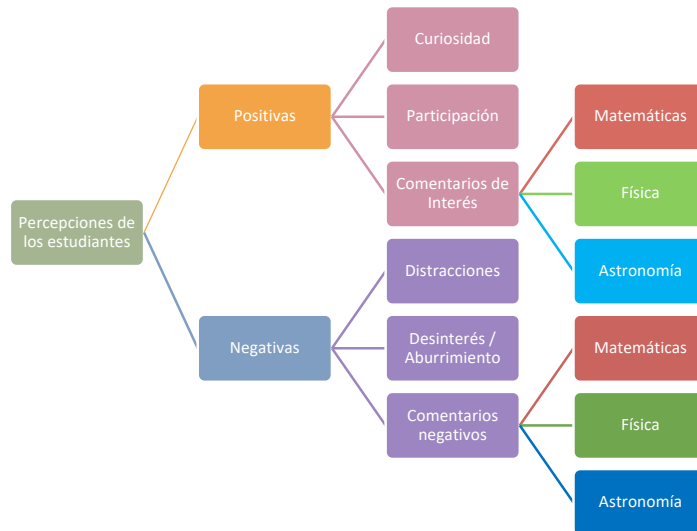 Percepciones de
los estudiantes
Positivas
Curiosidad
Participación
Comentarios de
Interés
Matemáticas
Física
Astronomía
Negativas
Distracciones
Desinterés /
Aburrimiento
Comentarios
negativos
Matemáticas
Física
Astronomía